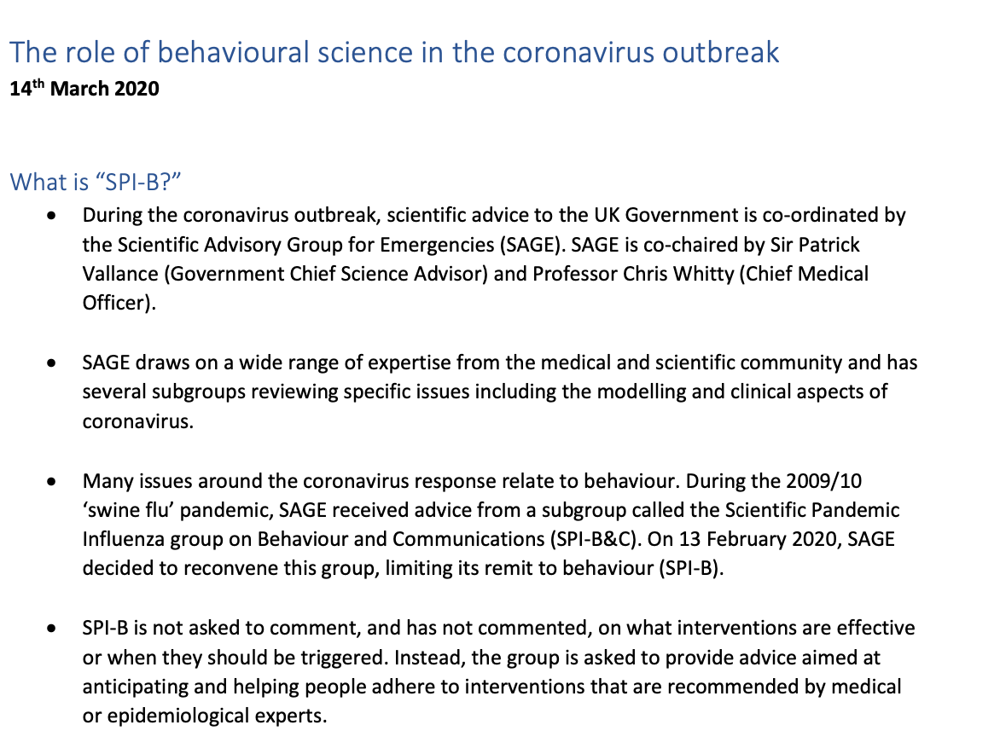 The role of behavioural science in the coronavirus outbreak
14th March 2020
What is “SPI-B?”
• During the coronavirus outbreak, scientific advice to the UK Government is co-ordinated by
the Scientific Advisory Group for Emergencies (SAGE). SAGE is co-chaired by Sir Patrick
Vallance (Government Chief Science Advisor) and Professor Chris Whitty (Chief Medical
Officer).
• SAGE draws on a wide range of expertise from the medical and scientific community and has
several subgroups reviewing specific issues including the modelling and clinical aspects of
coronavirus.
• Many issues around the coronavirus response relate to behaviour. During the 2009/10
‘swine flu’ pandemic, SAGE received advice from a subgroup called the Scientific Pandemic
Influenza group on Behaviour and Communications (SPI-B&C). On 13 February 2020, SAGE
decided to reconvene this group, limiting its remit to behaviour (SPI-B).
• SPI-B is not asked to comment, and has not commented, on what interventions are effective
or when they should be triggered. Instead, the group is asked to provide advice aimed at
anticipating and helping people adhere to interventions that are recommended by medical
or epidemiological experts.